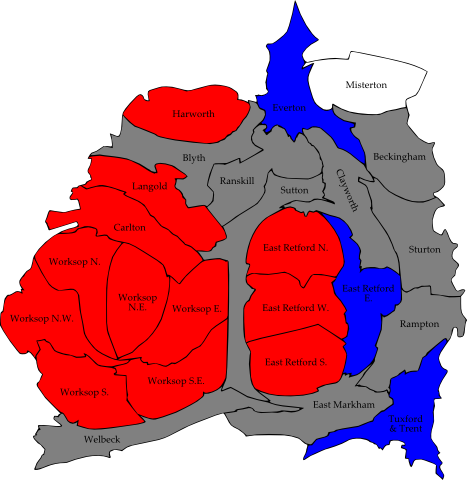 Misterton
Everton
Harworth
Blyth
Beckingham
Ranskill
Clayworth
Langold
Sutton
Carlton
East Retford N.
Sturton
Worksop N.
East Retford
E.
Worksop
N.E.
Rampton
Worksop N.W.
Worksop E.
East Retford W.
East Retford S.
Worksop S.E.
Worksop S.
East Markham
Tuxford
& Trent
Welbeck